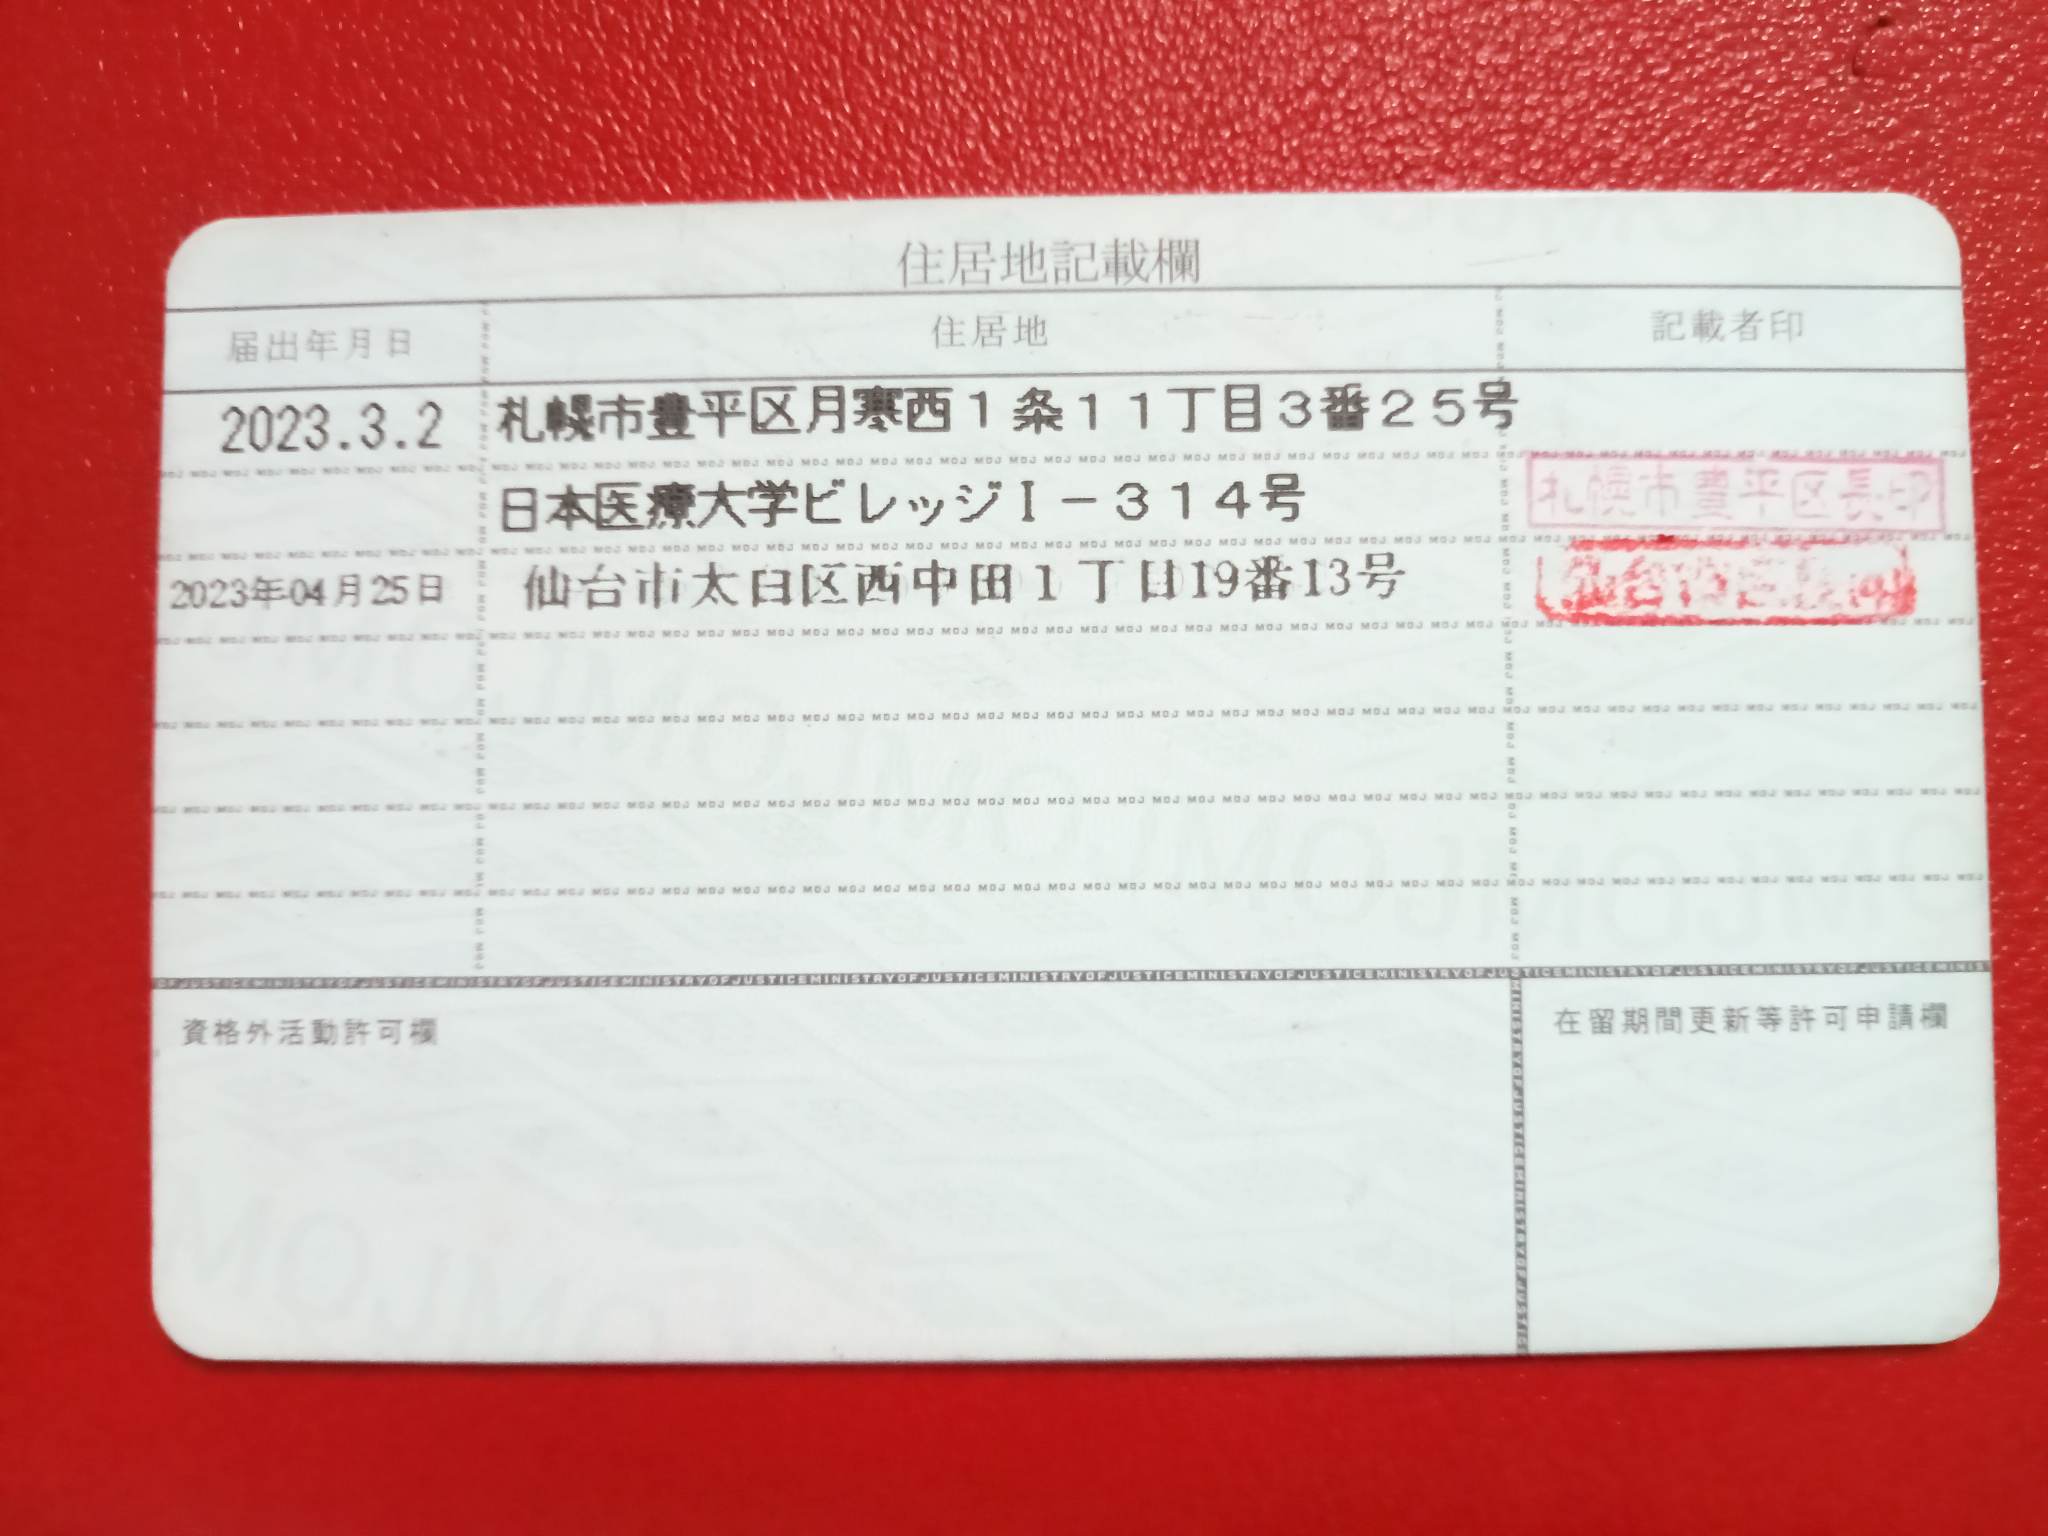 住居地記載欄
届出年月日 住居地 記載者印
2023.3.2 札幌市豊平区月寒西1条11丁目3番25号
日本医療大学ビレッジI-314号 札幌市豊平区長印
2023年04月25日 仙台市太白区西中田1丁目19番13号
資格外活動許可欄 在留期間更新等許可申請欄